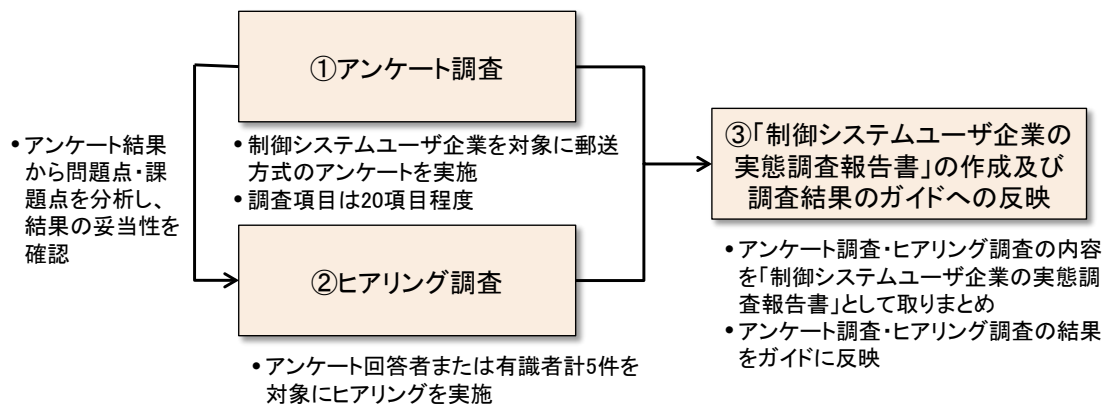 ①アンケート調査
•アンケート結果
から問題点・課
題点を分析し、
結果の妥当性を
確認
•制御システムユーザ企業を対象に郵送
方式のアンケートを実施
•調査項目は20項目程度
②ヒアリング調査
•アンケート回答者または有識者計5件を
対象にヒアリングを実施
③「制御システムユーザ企業の
実態調査報告書」の作成及び
調査結果のガイドへの反映
•アンケート調査・ヒアリング調査の内容
を「制御システムユーザ企業の実態調
査報告書」として取りまとめ
•アンケート調査・ヒアリング調査の結果
をガイドに反映